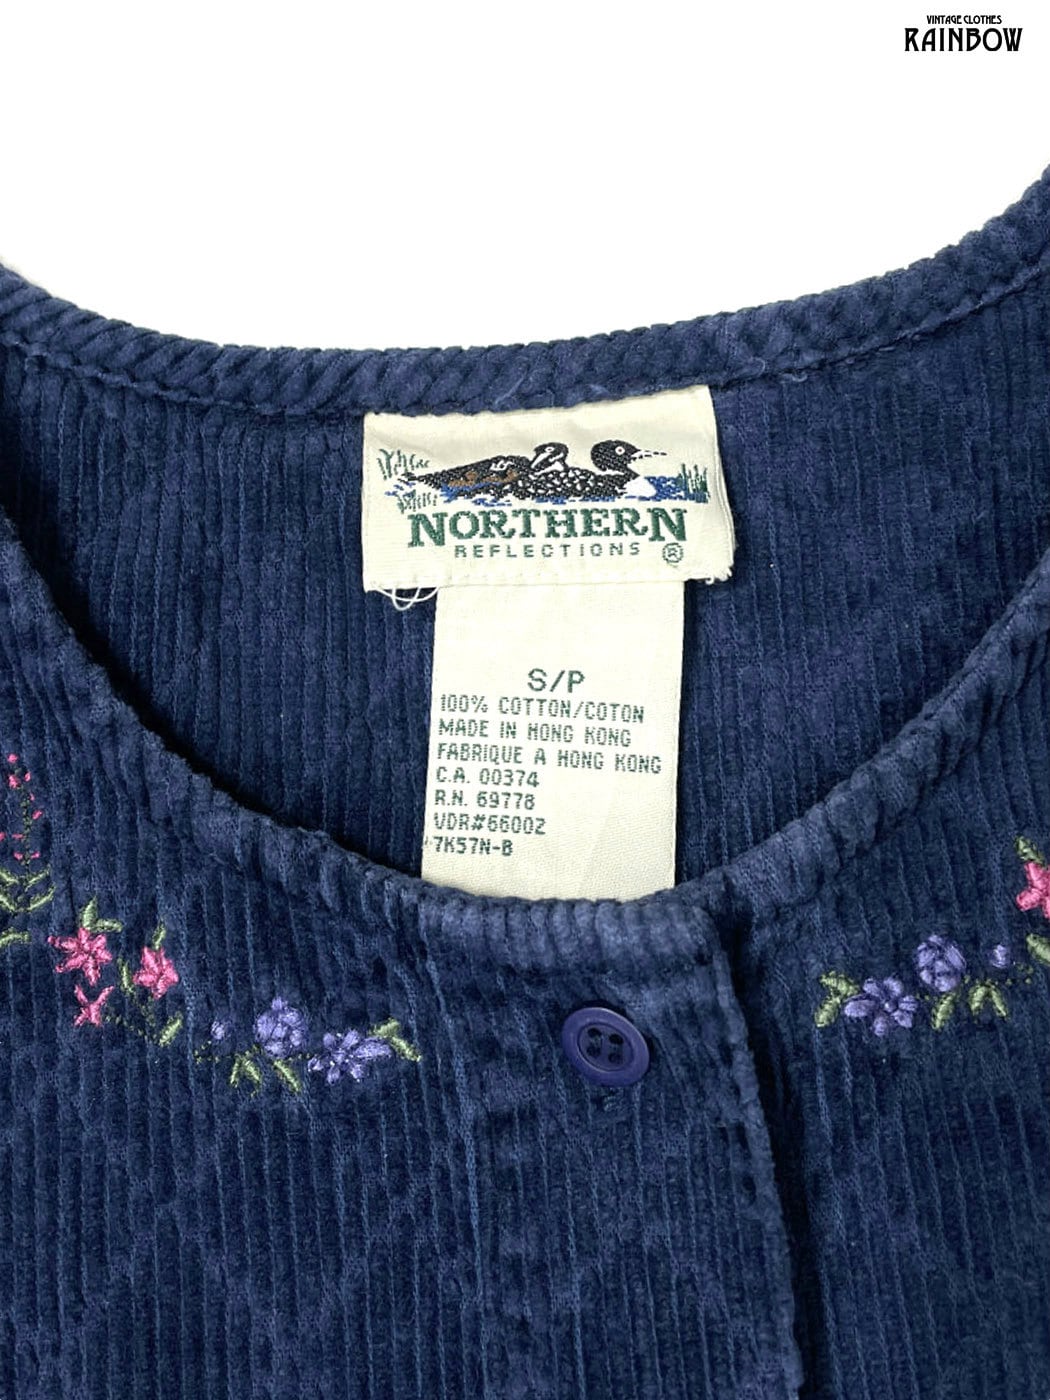 VINTAGE CLOTHES
RAINBOW
NORTHERN
REFLECTIONS ®
S/P
100% COTTON/COTON
MADE IN HONG KONG
FABRIQUE A HONG KONG
C.A. 00374
R.N. 69778
VDR#66002
7K57N-B